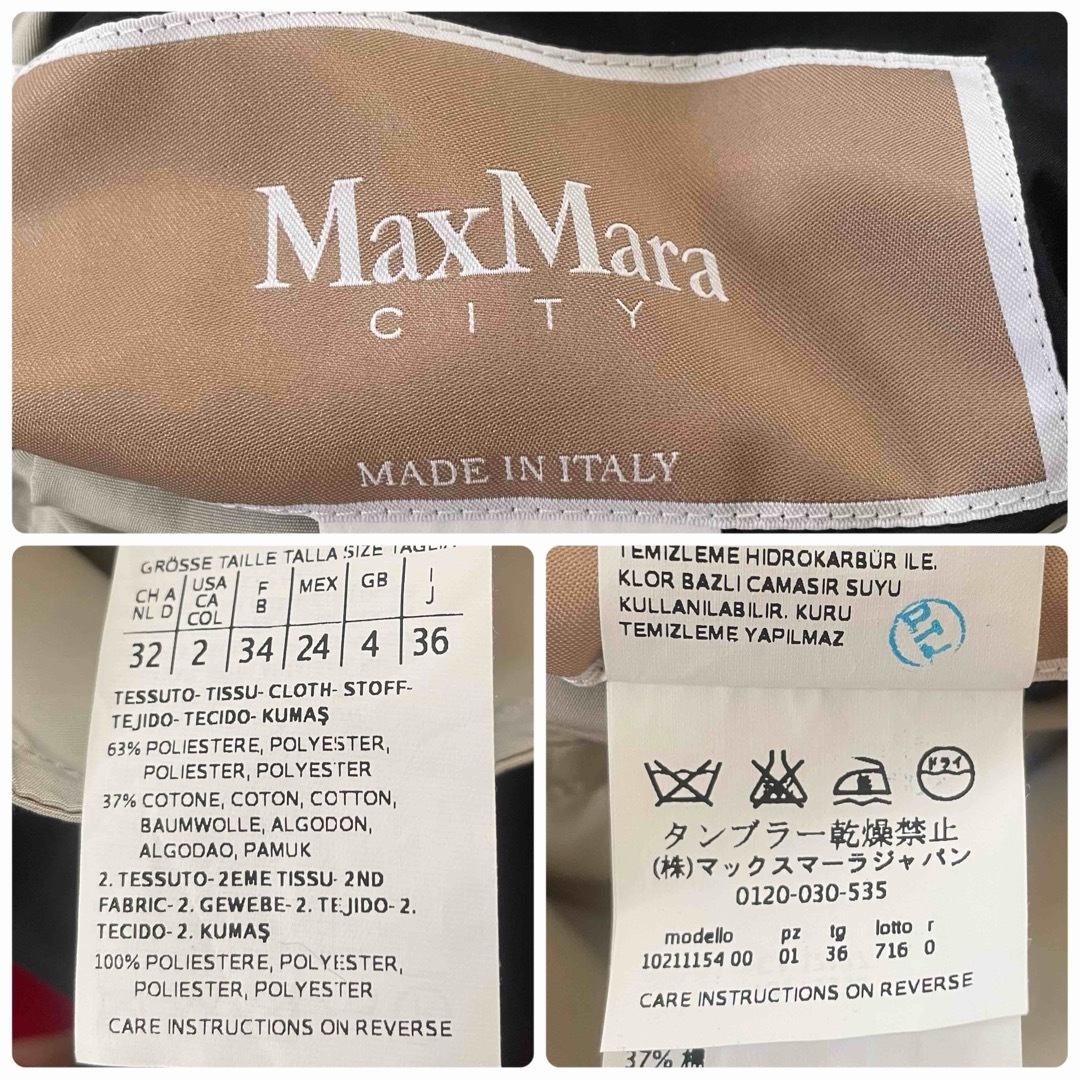 MaxMara
CITY
MADE IN ITALY
GRÖSSE TAILLE TALLA SIZE TAGLIA
CH A NL D USA CA COL F B MEX GB I J
32 2 34 24 4 36
TESSUTO- TISSU- CLOTH- STOFF-
TEJIDO- TECIDO- KUMAŞ
63% POLIESTERE, POLYESTER,
POLIESTER, POLYESTER
37% COTONE, COTON, COTTON,
BAUMWOLLE, ALGODON,
ALGODAO, PAMUK
2. TESSUTO- 2EME TISSU- 2ND
FABRIC- 2. GEWEBE- 2. TEJIDO- 2.
TECIDO- 2. KUMAŞ
100% POLIESTERE, POLYESTER,
POLIESTER, POLYESTER
CARE INSTRUCTIONS ON REVERSE
TEMIZLEME HIDROKARBÜR ILE,
KLOR BAZLI CAMASIR SUYU
KULLANILABILIR. KURU
TEMIZLEME YAPILMAZ
ドライ
タンブラー乾燥禁止
(株)マックスマーラジャパン
0120-030-535
modello pz tg lotto r
10211154 00 01 36 716 0
CARE INSTRUCTIONS ON REVERSE
37%